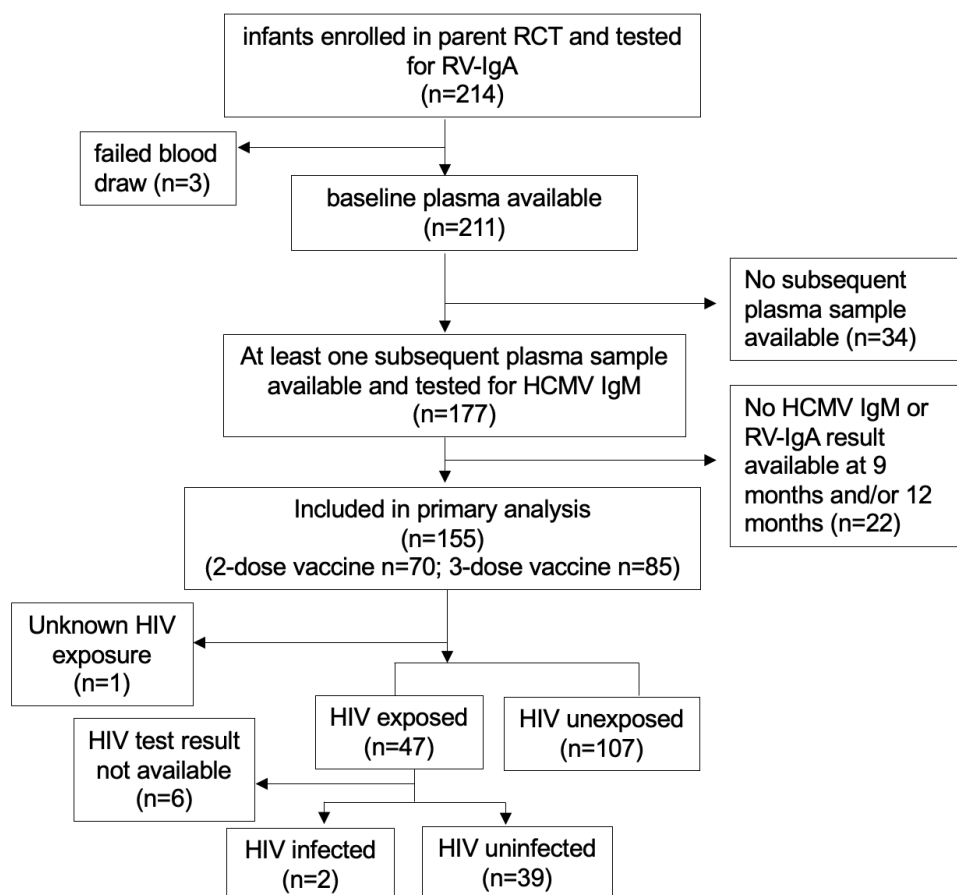 infants enrolled in parent RCT and tested
for RV-IgA
(n=214)
failed blood
draw (n=3)
baseline plasma available
(n=211)
No subsequent
plasma sample
available (n=34)
At least one subsequent plasma sample
available and tested for HCMV IgM
(n=177)
No HCMV IgM or
RV-IgA result
available at 9
months and/or 12
months (n=22)
Included in primary analysis
(n=155)
(2-dose vaccine n=70; 3-dose vaccine n=85)
Unknown HIV
exposure
(n=1)
HIV exposed
(n=47)
HIV unexposed
(n=107)
HIV test result
not available
(n=6)
HIV infected
(n=2)
HIV uninfected
(n=39)